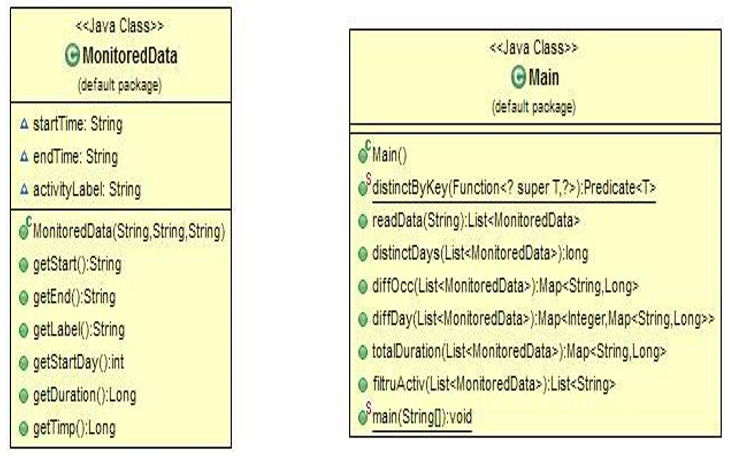 <<Java Class>>
MonitoredData
(default package)
startTime: String
endTime: String
activityLabel: String
MonitoredData(String,String,String)
getStart():String
getEnd():String
getLabel():String
getStartDay():int
getDuration():Long
getTimp():Long
<<Java Class>>
Main
(default package)
Main()
distinctByKey(Function<? super T,?>):Predicate<T>
readData(String):List<MonitoredData>
distinctDays(List<MonitoredData>):long
diffOcc(List<MonitoredData>):Map<String,Long>
diffDay(List<MonitoredData>):Map<Integer,Map<String,Long>>
totalDuration(List<MonitoredData>):Map<String,Long>
filtruActiv(List<MonitoredData>):List<String>
main(String[]):void